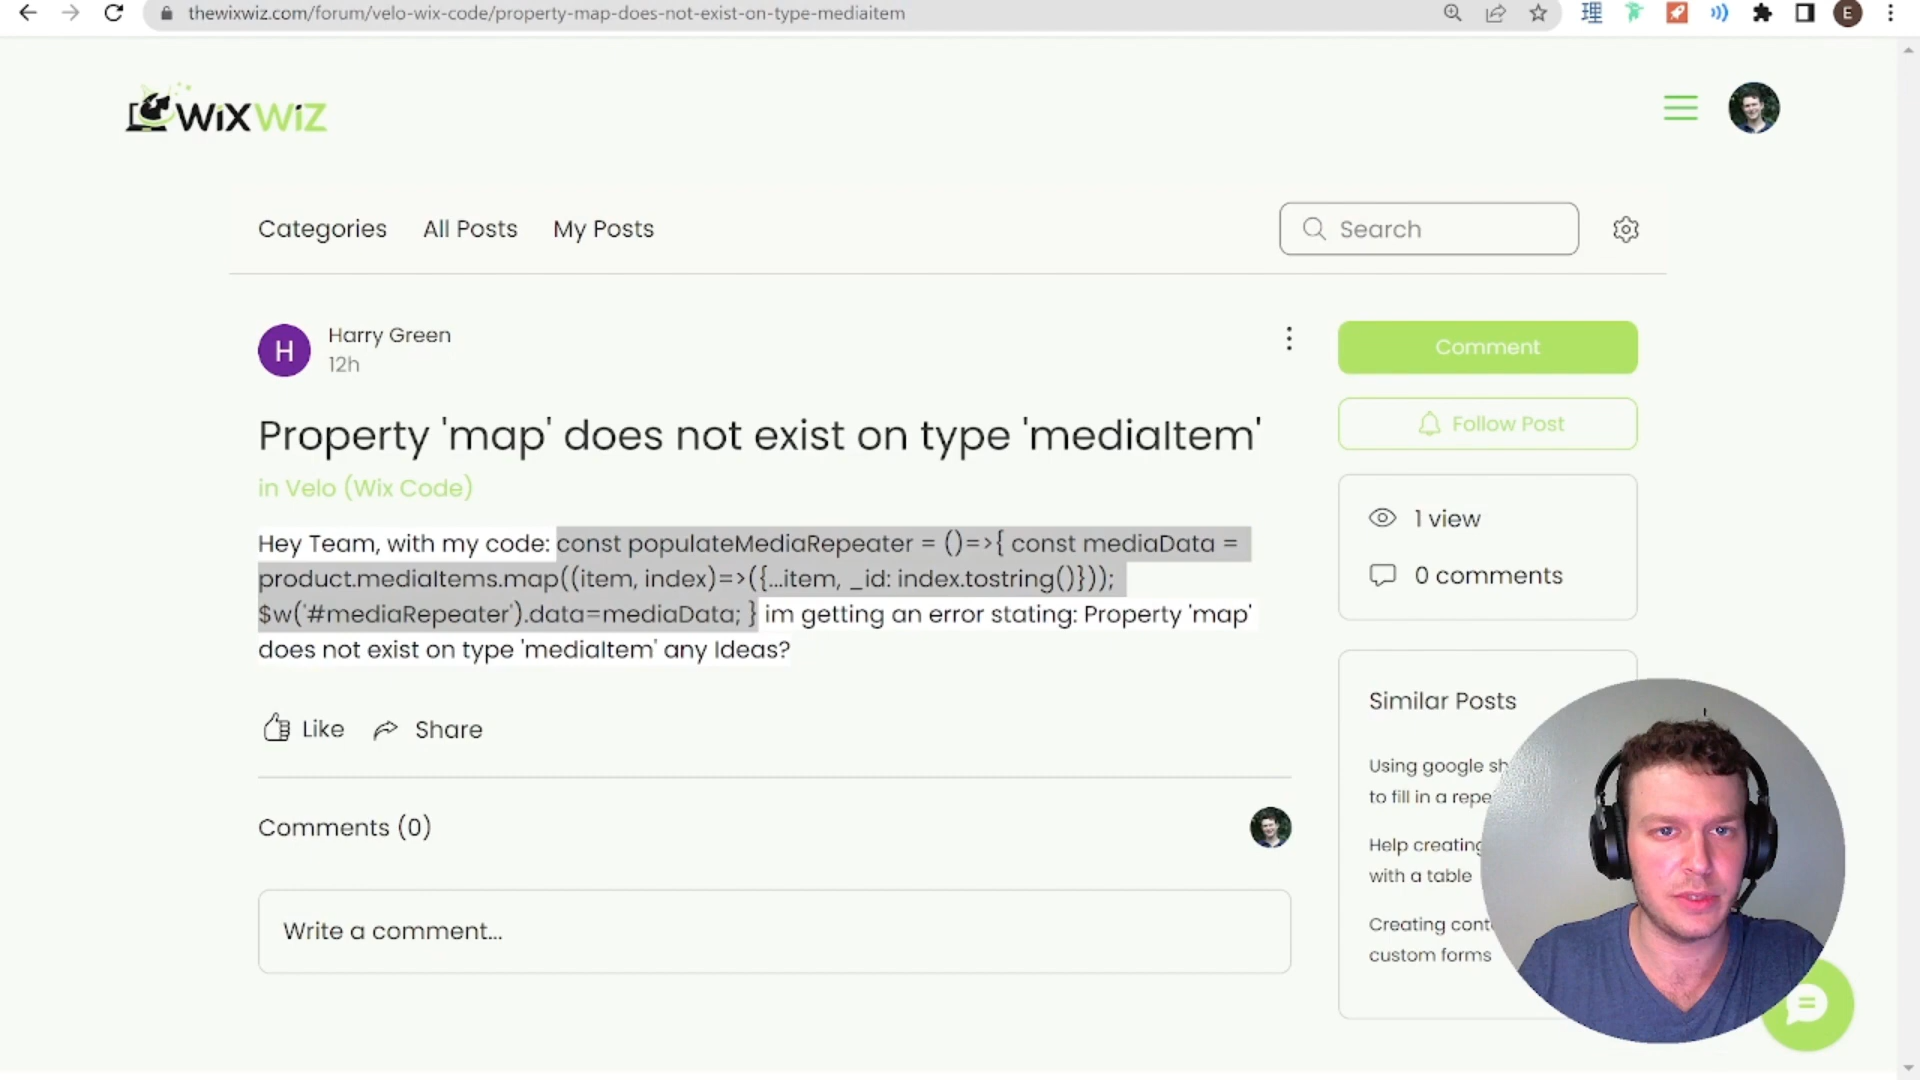 thewixwiz.com/forum/velo-wix-code/property-map-does-not-exist-on-type-mediaitem
理
E
WiXWiZ
Categories
All Posts
My Posts
Search
H
Harry Green
12h
Comment
Follow Post
Property 'map' does not exist on type 'mediaItem'
in Velo (Wix Code)
Hey Team, with my code: const populateMediaRepeater = ()=>{ const mediaData =
product.mediaItems.map((item, index)=>({...item, _id: index.tostring()}));
$w('#mediaRepeater').data=mediaData; } im getting an error stating: Property 'map'
does not exist on type 'mediaItem' any Ideas?
1 view
0 comments
Like
Share
Similar Posts
Using google
to fill in a
Help creating
with a table
Creating
custom forms
Comments (0)
Write a comment...